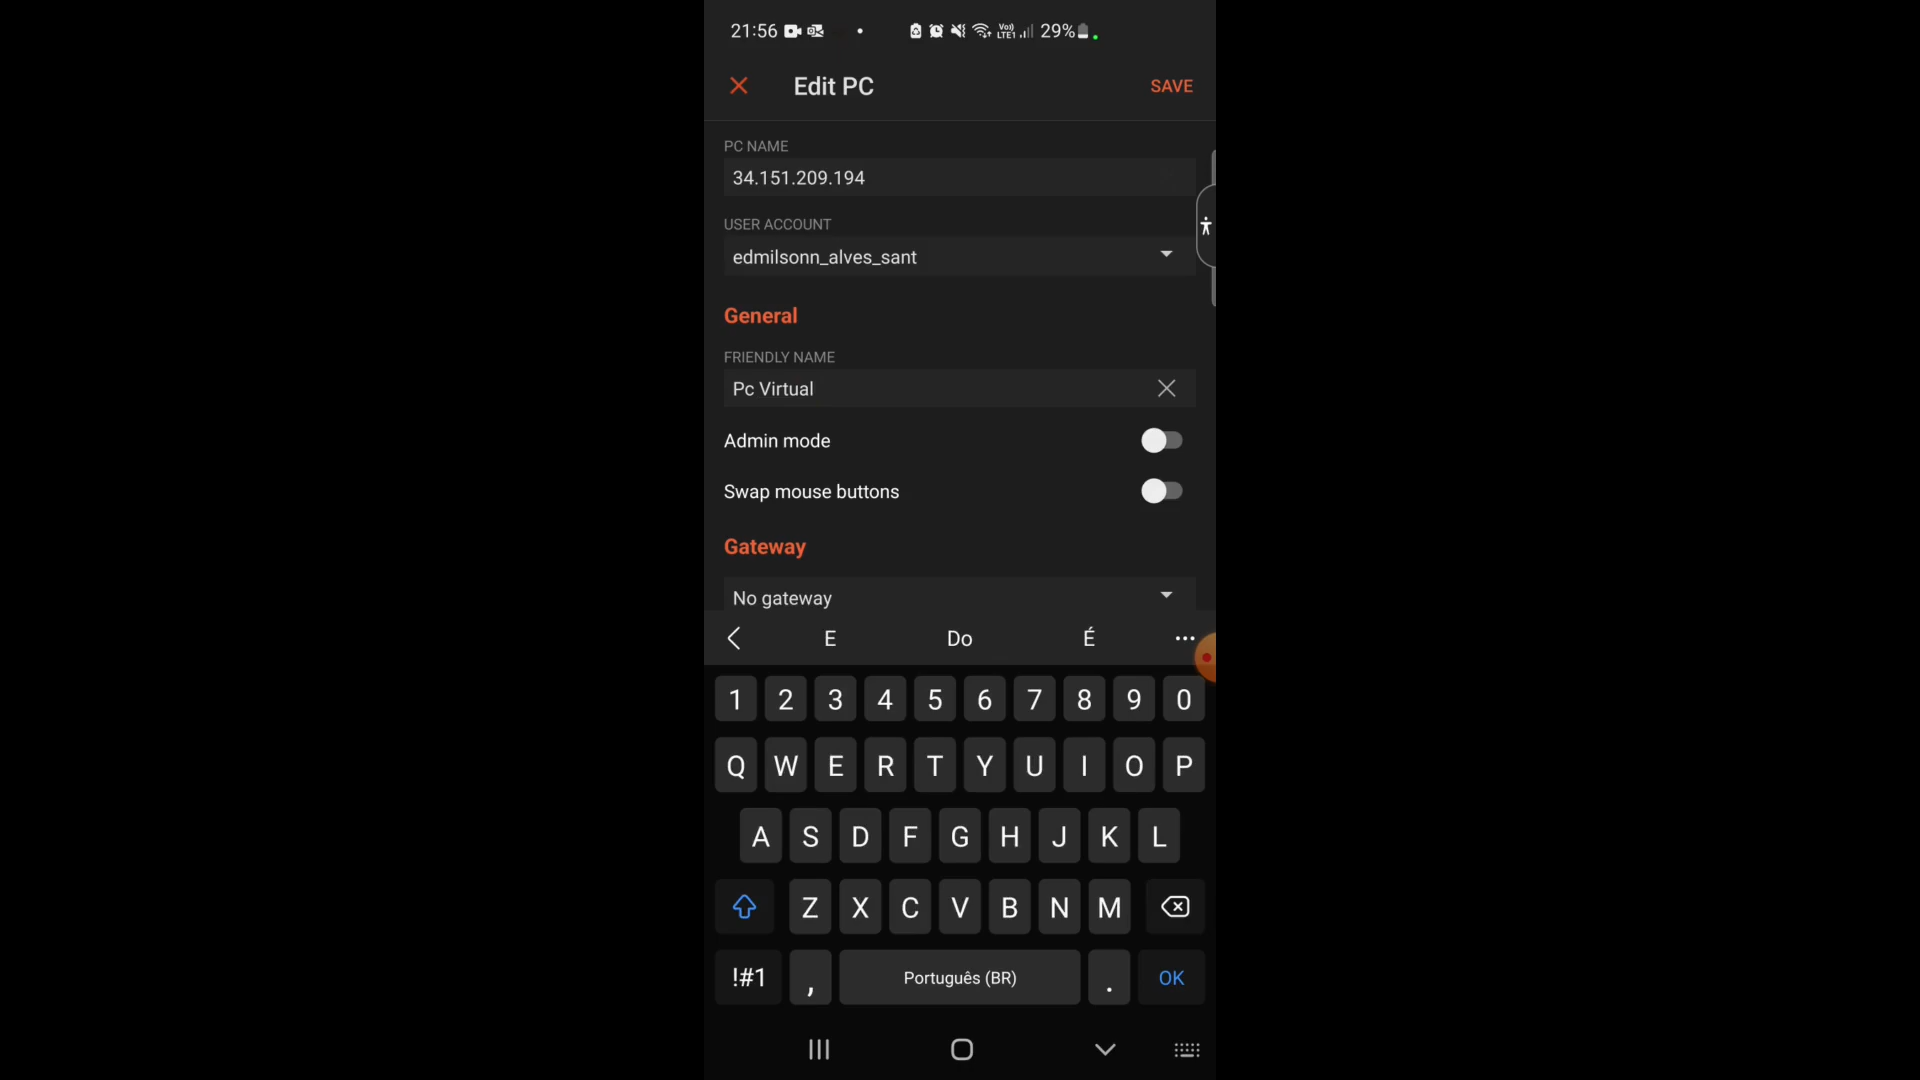 21:56 Vo) LTE1 29%
Edit PC SAVE
PC NAME
34.151.209.194
USER ACCOUNT
edmilsonn_alves_sant
General
FRIENDLY NAME
Pc Virtual
Admin mode
Swap mouse buttons
Gateway
No gateway
E Do É
1 2 3 4 5 6 7 8 9 0
Q W E R T Y U I O P
A S D F G H J K L
Z X C V B N M
!#1 , Português (BR) . OK